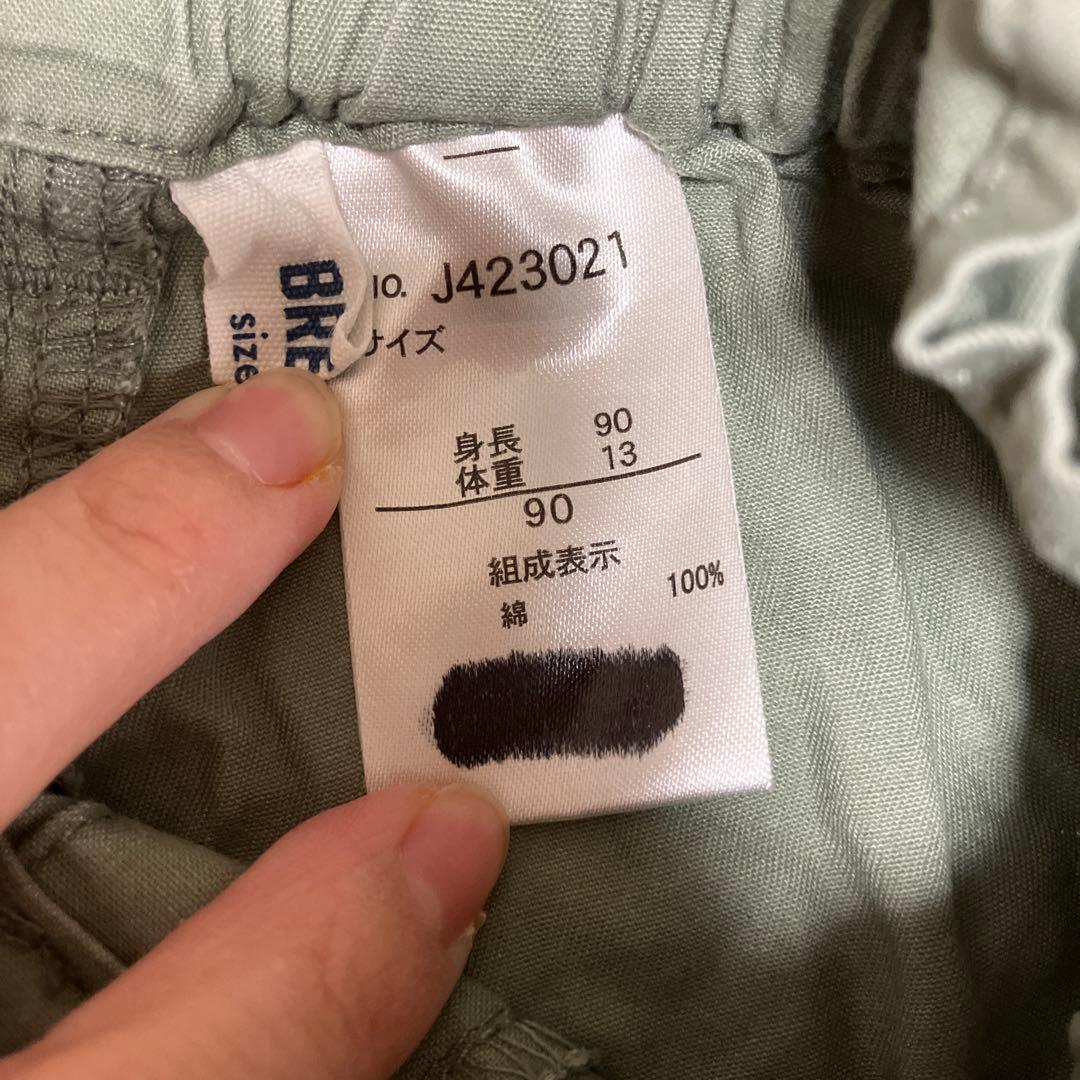 BKE
size
NO. J423021
サイズ
身長 90
体重 13
90
組成表示
綿 100%